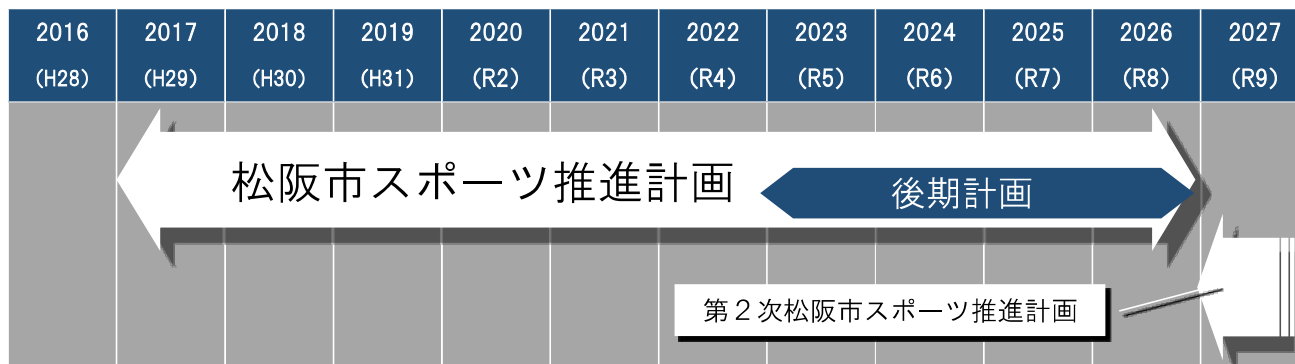 2016 2017 2018 2019 2020 2021 2022 2023 2024 2025 2026 2027
(H28) (H29) (H30) (H31) (R2) (R3) (R4) (R5) (R6) (R7) (R8) (R9)
松阪市スポーツ推進計画
後期計画
第２次松阪市スポーツ推進計画